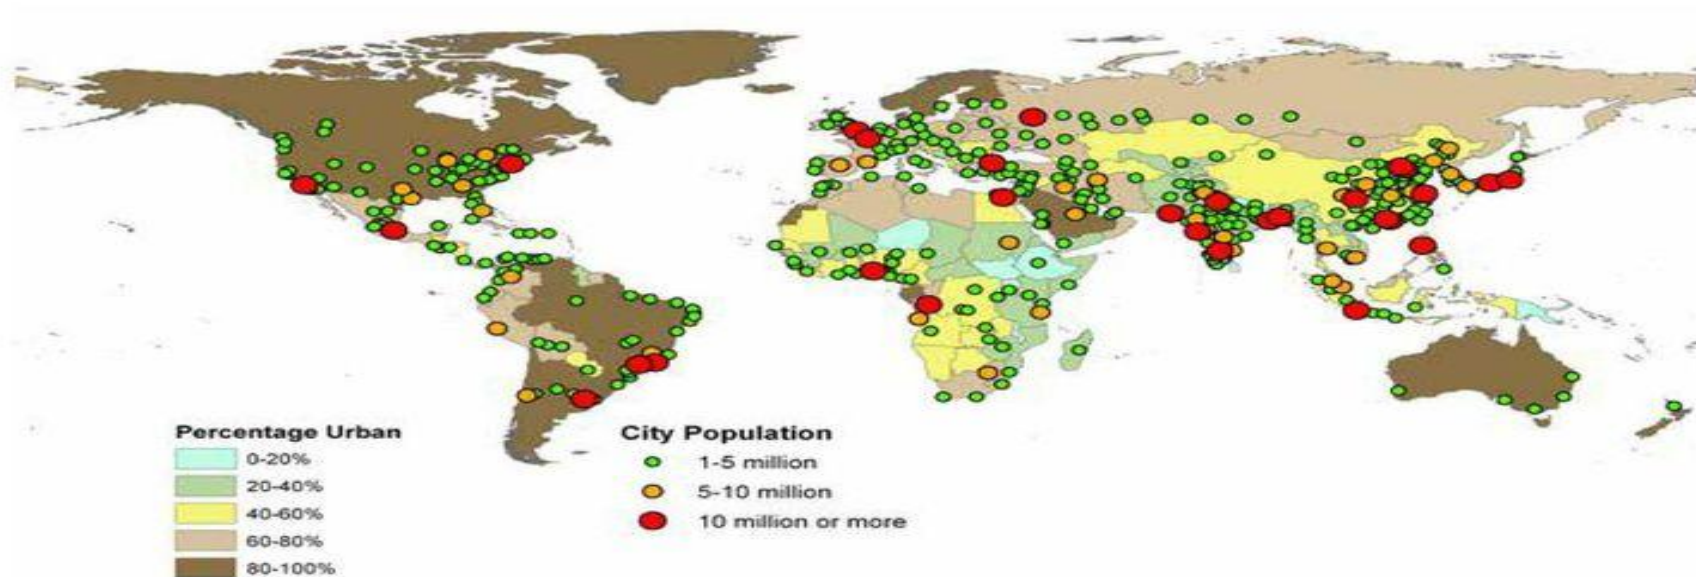 Percentage Urban
0-20%
20-40%
40-60%
60-80%
80-100%
City Population
1-5 million
5-10 million
10 million or more